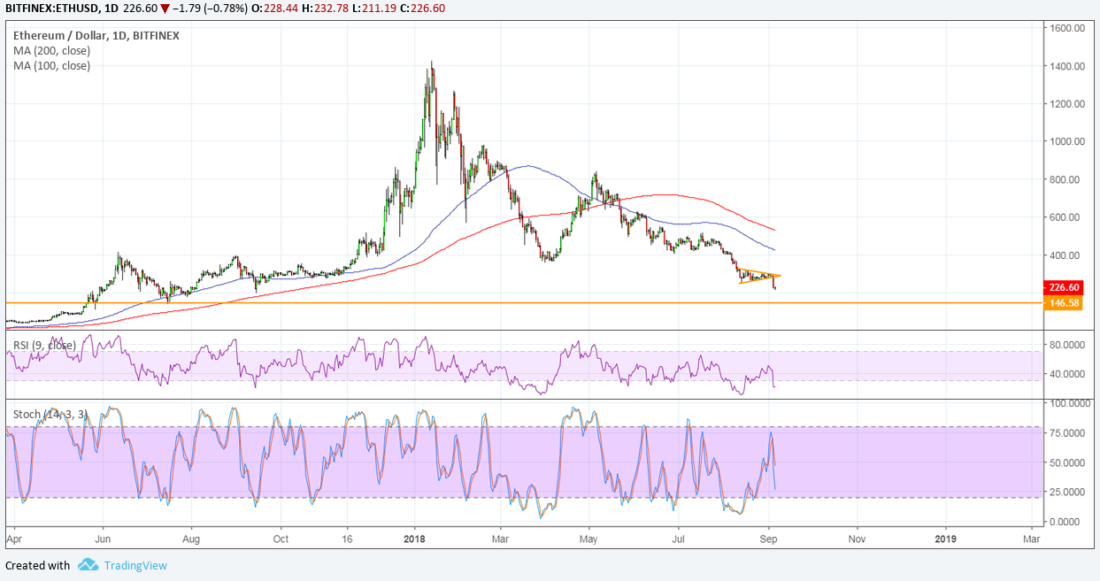 BITFINEX:ETHUSD, 1D 226.60 ▼ −1.79 (−0.78%) O:228.44 H:232.78 L:211.19 C:226.60
Ethereum / Dollar, 1D, BITFINEX
MA (200, close)
MA (100, close)
1600.00
1400.00
1200.00
1000.00
800.00
600.00
400.00
226.60
146.58
RSI (9, close)
80.0000
40.0000
Stoch (14, 3, 3)
100.0000
75.0000
50.0000
25.0000
0.0000
Apr Jun Aug Oct 16 2018 Mar May Jul Sep Nov 2019 Mar
Created with TradingView